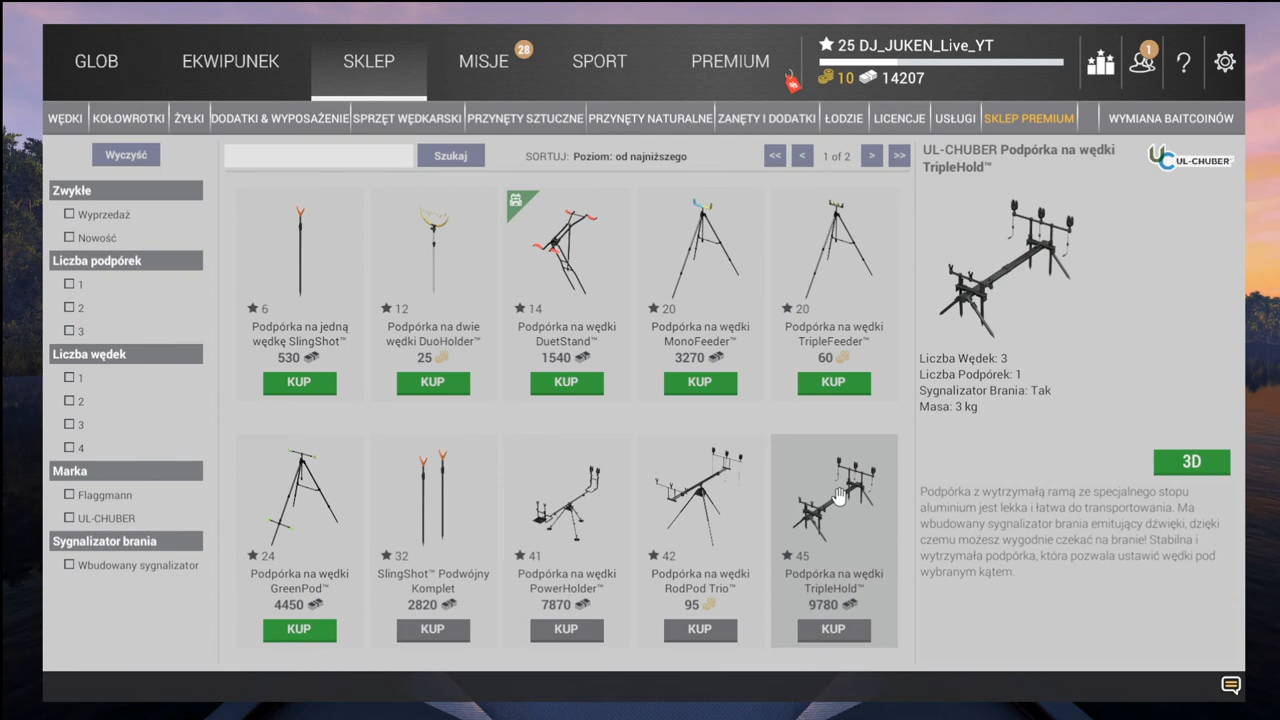 GLOB
EKWIPUNEK
SKLEP
MISJE
28
SPORT
PREMIUM
25 DJ_JUKEN_Live_YT
10 14207
1
?
WĘDKI
KOŁOWROTKI
ŻYŁKI
DODATKI & WYPOSAŻENIE
SPRZĘT WĘDKARSKI
PRZYNĘTY SZTUCZNE
PRZYNĘTY NATURALNE
ZANĘTY I DODATKI
ŁODZIE
LICENCJE
USŁUGI
SKLEP PREMIUM
WYMIANA BAITCOINÓW
Wyczyść
Zwykłe
Wyprzedaż
Nowość
Liczba podpórek
1
2
3
Liczba wędek
1
2
3
4
Marka
Flaggmann
UL-CHUBER
Sygnalizator brania
Wbudowany sygnalizator
Szukaj
SORTUJ: Poziom: od najniższego
<<
<
1 of 2
>
>>
6
Podpórka na jedną
wędkę SlingShot™
530
KUP
12
Podpórka na dwie
wędki DuoHolder™
25
KUP
14
Podpórka na wędki
DuetStand™
1540
KUP
20
Podpórka na wędki
MonoFeeder™
3270
KUP
20
Podpórka na wędki
TripleFeeder™
60
KUP
24
Podpórka na wędki
GreenPod™
4450
KUP
32
SlingShot™ Podwójny
Komplet
2820
KUP
41
Podpórka na wędki
PowerHolder™
7870
KUP
42
Podpórka na wędki
RodPod Trio™
95
KUP
45
Podpórka na wędki
TripleHold™
9780
KUP
UL-CHUBER Podpórka na wędki
TripleHold™
UL-CHUBER
Liczba Wędek: 3
Liczba Podpórek: 1
Sygnalizator Brania: Tak
Masa: 3 kg
3D
Podpórka z wytrzymałą ramą ze specjalnego stopu
aluminium jest lekka i łatwa do transportowania. Ma
wbudowany sygnalizator brania emitujący dźwięki, dzięki
czemu możesz wygodnie czekać na branie! Stabilna i
wytrzymała podpórka, która pozwala ustawić wędki pod
wybranym kątem.